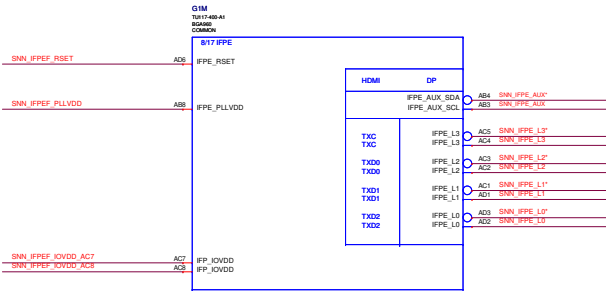 G1M
TU117-400-A1
BGA960
COMMON
8/17 IFPE
SNN_IFPEF_RSET AD6 IFPE_RSET
HDMI DP
SNN_IFPEF_PLLVDD AB8 IFPE_PLLVDD
IFPE_AUX_SDA AB4 SNN_IFPE_AUX*
IFPE_AUX_SCL AB3 SNN_IFPE_AUX
TXC IFPE_L3 AC5 SNN_IFPE_L3*
TXC IFPE_L3 AC4 SNN_IFPE_L3
TXD0 IFPE_L2 AC3 SNN_IFPE_L2*
TXD0 IFPE_L2 AC2 SNN_IFPE_L2
TXD1 IFPE_L1 AC1 SNN_IFPE_L1*
TXD1 IFPE_L1 AD1 SNN_IFPE_L1
TXD2 IFPE_L0 AD3 SNN_IFPE_L0*
TXD2 IFPE_L0 AD2 SNN_IFPE_L0
SNN_IFPEF_IOVDD_AC7 AC7 IFP_IOVDD
SNN_IFPEF_IOVDD_AC8 AC8 IFP_IOVDD